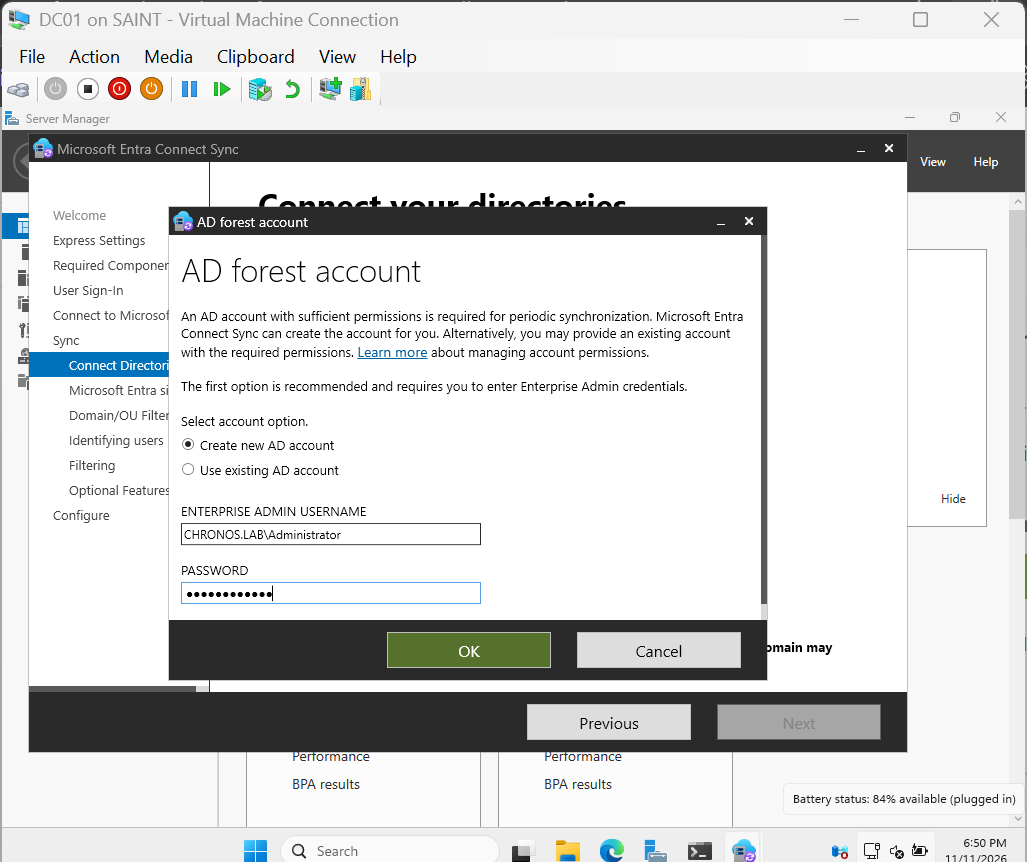 DC01 on SAINT - Virtual Machine Connection
File Action Media Clipboard View Help
Server Manager
Microsoft Entra Connect Sync
View Help
Welcome
Express Settings
Required Componen
User Sign-In
Connect to Microsof
Sync
Connect Directori
Microsoft Entra si
Domain/OU Filter
Identifying users
Filtering
Optional Features
Configure
Connect your directories
AD forest account
AD forest account
An AD account with sufficient permissions is required for periodic synchronization. Microsoft Entra
Connect Sync can create the account for you. Alternatively, you may provide an existing account
with the required permissions. Learn more about managing account permissions.
The first option is recommended and requires you to enter Enterprise Admin credentials.
Select account option.
Create new AD account
Use existing AD account
ENTERPRISE ADMIN USERNAME
CHRONOS.LAB\Administrator
PASSWORD
●●●●●●●●●●●●
OK Cancel
Hide
omain may
Previous Next
Performance Performance
BPA results BPA results
Battery status: 84% available (plugged in)
Search
6:50 PM
11/11/2026